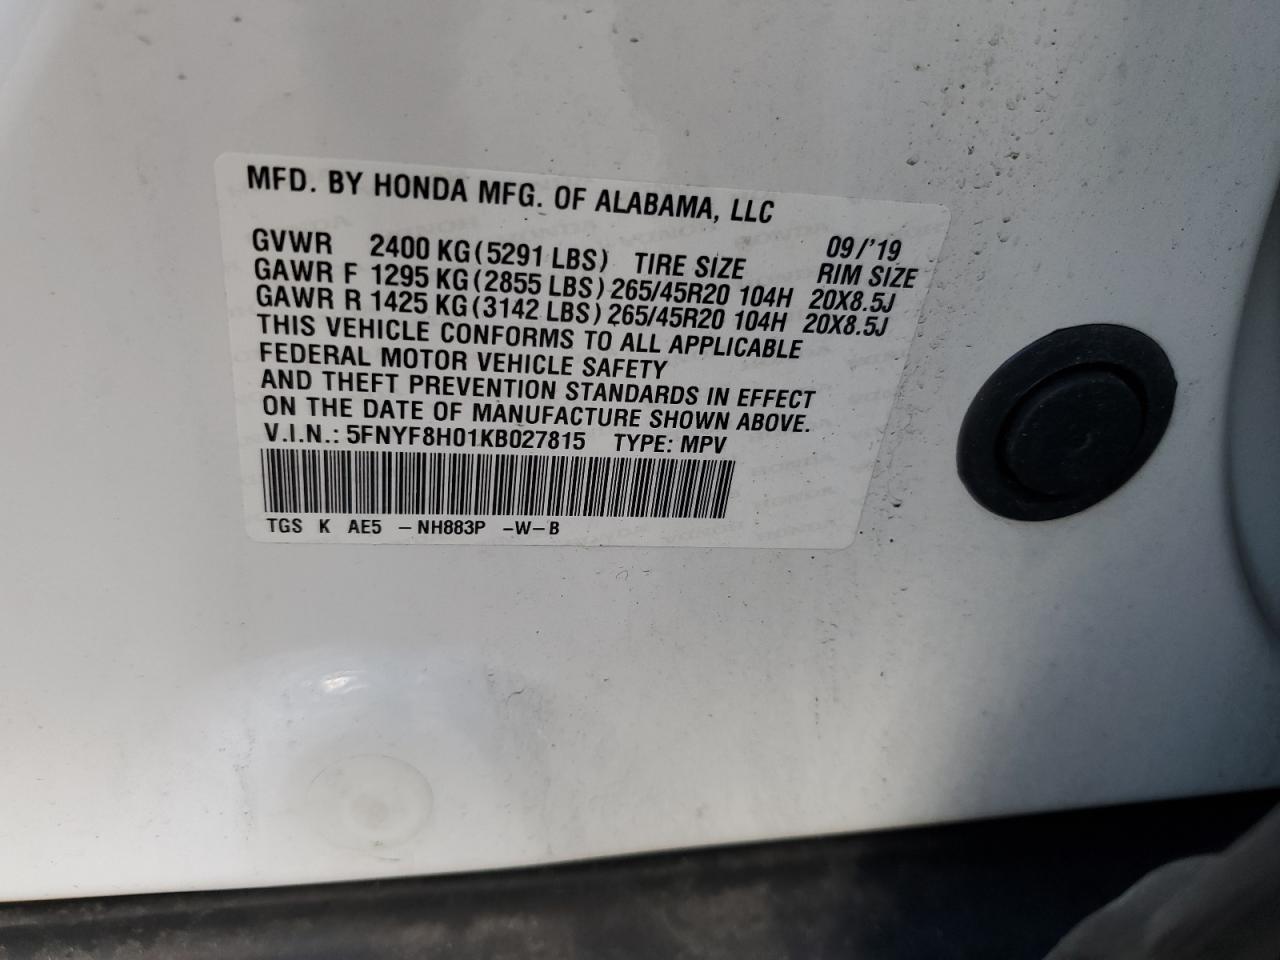 MFD. BY HONDA MFG. OF ALABAMA, LLC
GVWR 2400 KG (5291 LBS) TIRE SIZE 09/'19 RIM SIZE
GAWR F 1295 KG (2855 LBS) 265/45R20 104H 20X8.5J
GAWR R 1425 KG (3142 LBS) 265/45R20 104H 20X8.5J
THIS VEHICLE CONFORMS TO ALL APPLICABLE
FEDERAL MOTOR VEHICLE SAFETY
AND THEFT PREVENTION STANDARDS IN EFFECT
ON THE DATE OF MANUFACTURE SHOWN ABOVE.
V.I.N.: 5FNYF8H01KB027815 TYPE: MPV
TGS K AE5 -NH883P -W-B